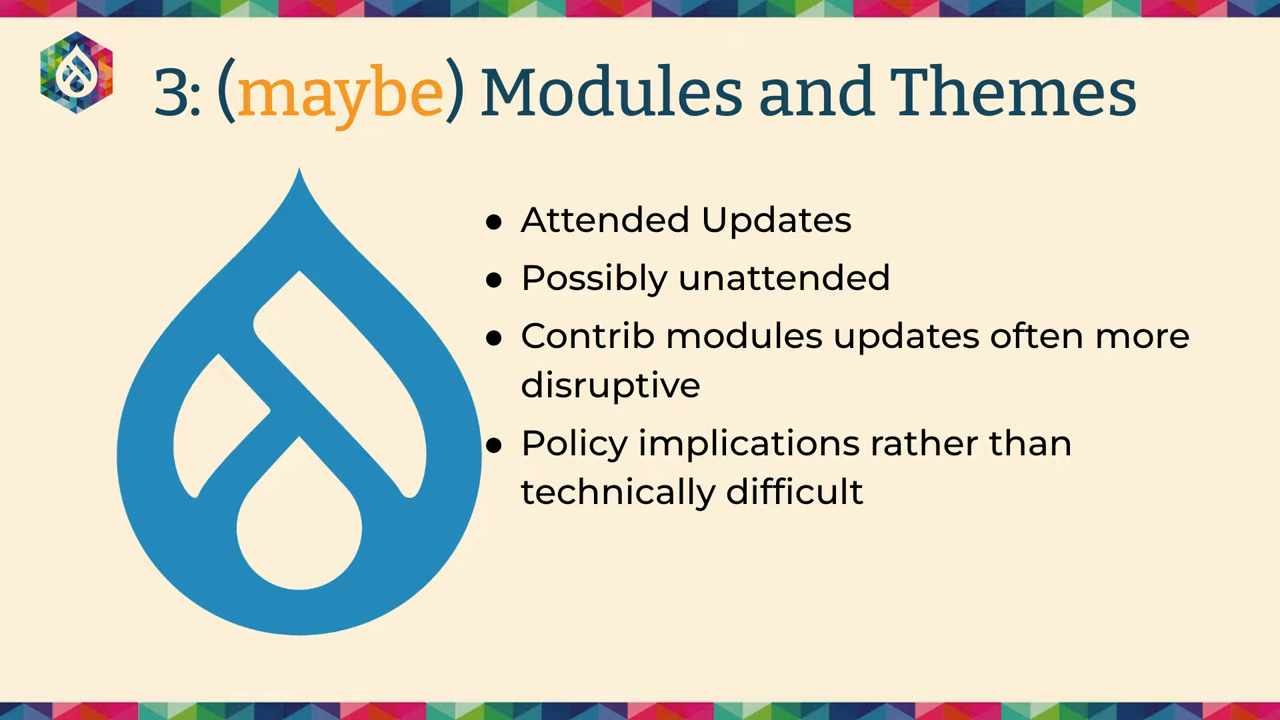 3: (maybe) Modules and Themes
● Attended Updates
● Possibly unattended
● Contrib modules updates often more
disruptive
● Policy implications rather than
technically difficult